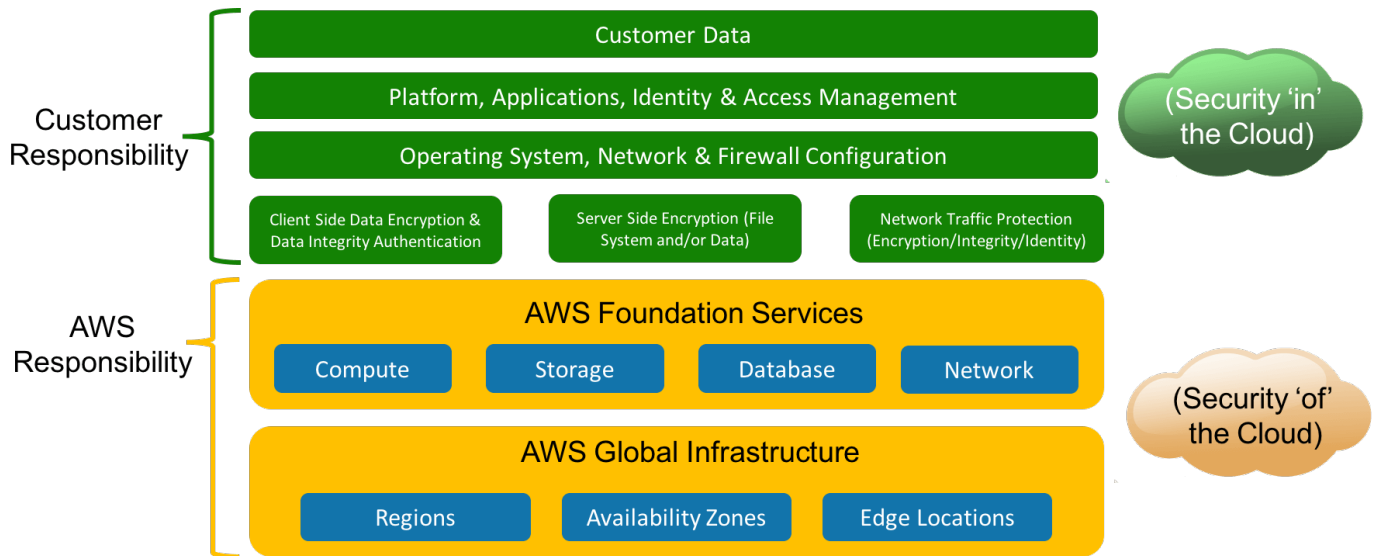 Customer Data
Platform, Applications, Identity & Access Management
Customer
Responsibility
Operating System, Network & Firewall Configuration
(Security ‘in’
the Cloud)
Client Side Data Encryption &
Data Integrity Authentication
Server Side Encryption (File
System and/or Data)
Network Traffic Protection
(Encryption/Integrity/Identity)
AWS
Responsibility
AWS Foundation Services
Compute
Storage
Database
Network
(Security ‘of’
the Cloud)
AWS Global Infrastructure
Regions
Availability Zones
Edge Locations